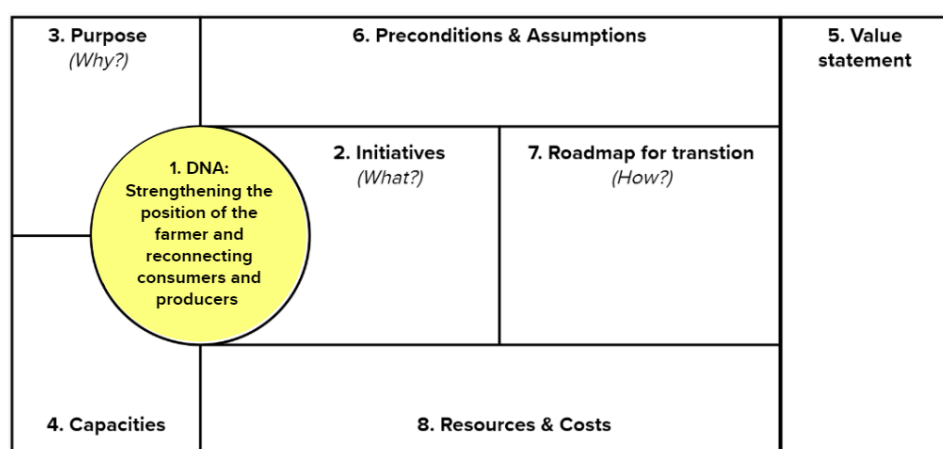 3. Purpose
(Why?)
6. Preconditions & Assumptions
5. Value
statement
1. DNA:
Strengthening the
position of the
farmer and
reconnecting
consumers and
producers
2. Initiatives
(What?)
7. Roadmap for transtion
(How?)
4. Capacities
8. Resources & Costs